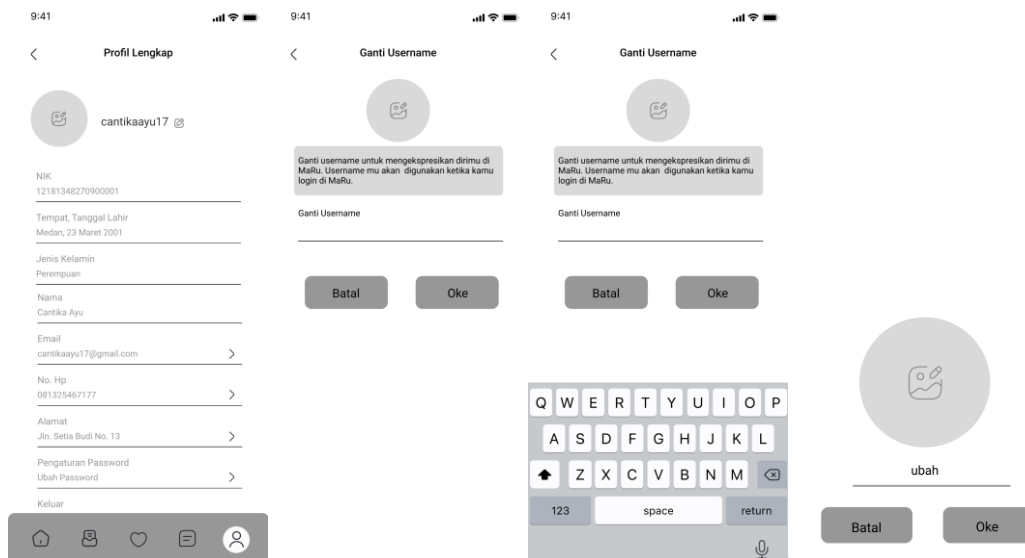 9:41
Profil Lengkap
cantikaayu17
NIK
12181348270900001
Tempat, Tanggal Lahir
Medan, 23 Maret 2001
Jenis Kelamin
Perempuan
Nama
Cantika Ayu
Email
cantikaayu17@gmail.com
No. Hp
081325467177
Alamat
Jln. Setia Budi No. 13
Pengaturan Password
Ubah Password
Keluar
9:41
Ganti Username
Ganti username untuk mengekspresikan dirimu di
MaRu. Username mu akan digunakan ketika kamu
login di MaRu.
Ganti Username
Batal Oke
9:41
Ganti Username
Ganti username untuk mengekspresikan dirimu di
MaRu. Username mu akan digunakan ketika kamu
login di MaRu.
Ganti Username
Batal Oke
Q W E R T Y U I O P
A S D F G H J K L
Z X C V B N M
123 space return
ubah
Batal Oke